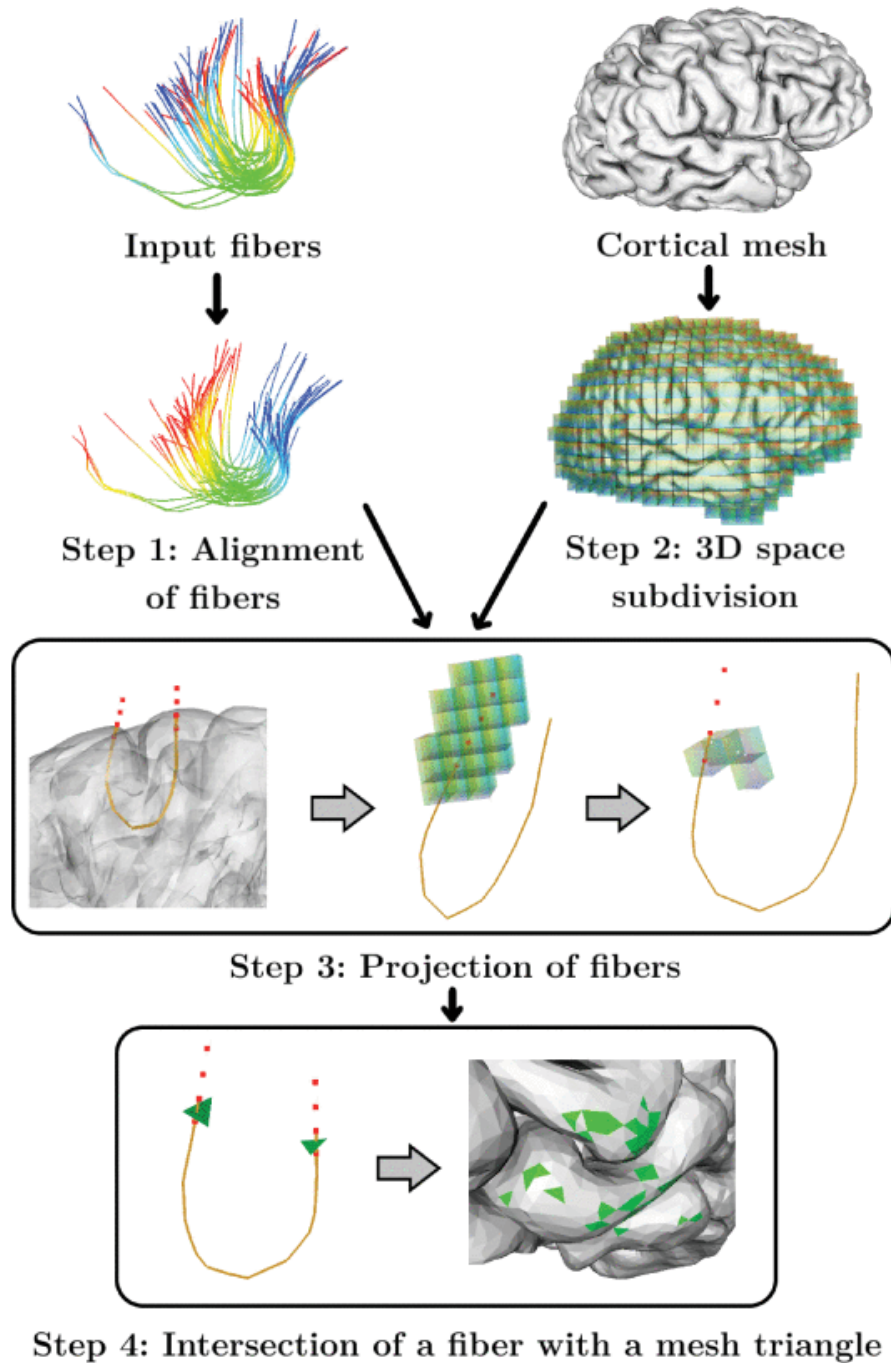 Input fibers
Cortical mesh
Step 1: Alignment
of fibers
Step 2: 3D space
subdivision
Step 3: Projection of fibers
Step 4: Intersection of a fiber with a mesh triangle